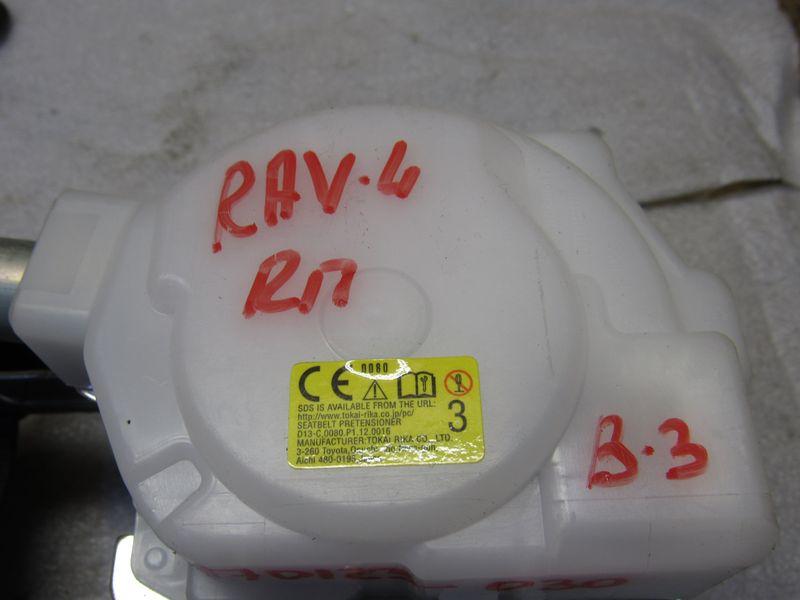 RAV.4
RП
0080
CE
SDS IS AVAILABLE FROM THE URL:
http://www.tokai-rika.co.jp/pc/
SEATBELT PRETENSIONER
D13-C,0080.P1.12.0016
MANUFACTURER:TOKAI RIKA CO., LTD
3-260 Toyota,
Aichi 480-0195
3
B.3
030